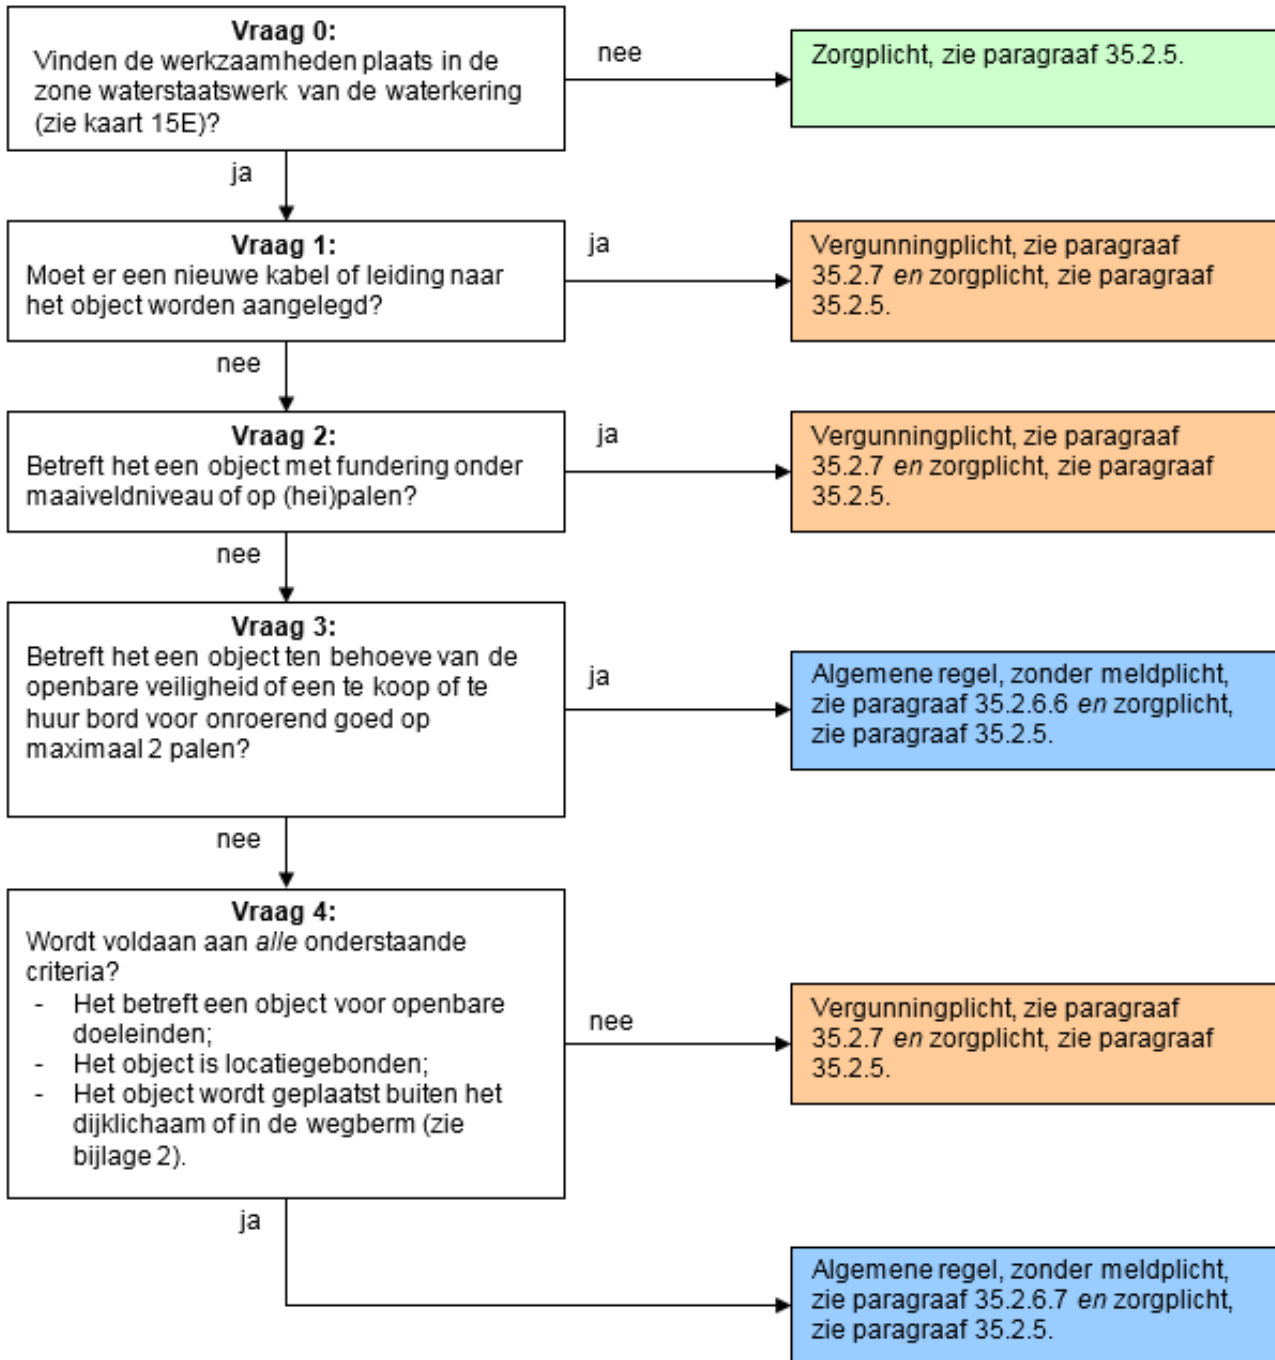 Vraag 0:
Vinden de werkzaamheden plaats in de
zone waterstaatswerk van de waterkering
(zie kaart 15E)?
nee
Zorgplicht, zie paragraaf 35.2.5.
ja
Vraag 1:
Moet er een nieuwe kabel of leiding naar
het object worden aangelegd?
ja
Vergunningplicht, zie paragraaf
35.2.7 en zorgplicht, zie paragraaf
35.2.5.
nee
Vraag 2:
Betreft het een object met fundering onder
maaiveldniveau of op (hei)palen?
ja
Vergunningplicht, zie paragraaf
35.2.7 en zorgplicht, zie paragraaf
35.2.5.
nee
Vraag 3:
Betreft het een object ten behoeve van de
openbare veiligheid of een te koop of te
huur bord voor onroerend goed op
maximaal 2 palen?
ja
Algemene regel, zonder meldplicht,
zie paragraaf 35.2.6.6 en zorgplicht,
zie paragraaf 35.2.5.
nee
Vraag 4:
Wordt voldaan aan alle onderstaande
criteria?
- Het betreft een object voor openbare
doeleinden;
- Het object is locatiegebonden;
- Het object wordt geplaatst buiten het
dijklichaam of in de wegberm (zie
bijlage 2).
nee
Vergunningplicht, zie paragraaf
35.2.7 en zorgplicht, zie paragraaf
35.2.5.
ja
Algemene regel, zonder meldplicht,
zie paragraaf 35.2.6.7 en zorgplicht,
zie paragraaf 35.2.5.